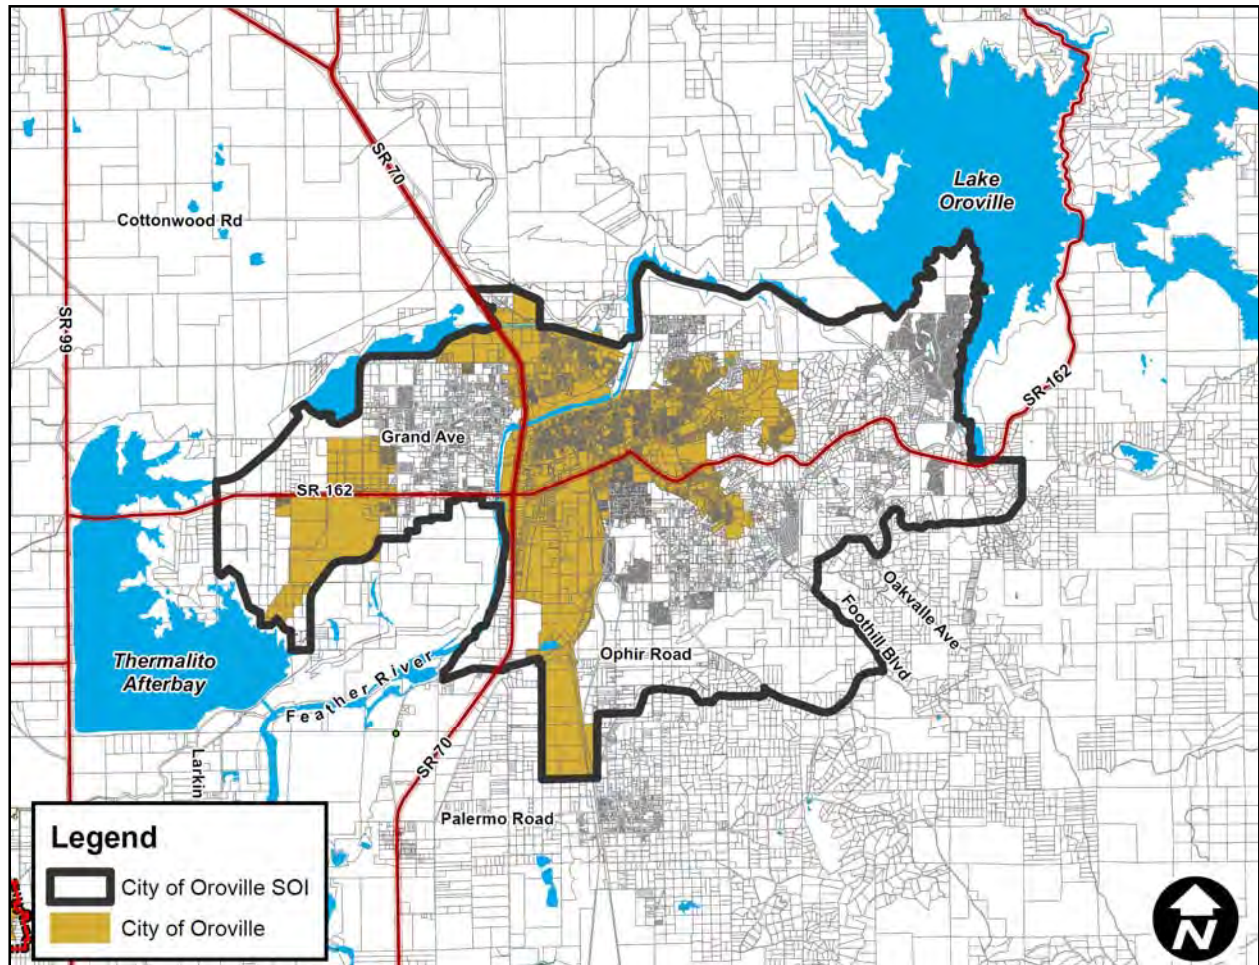 Lake
Oroville
SR 70
Cottonwood Rd
SR 99
SR 162
Grand Ave
SR 162
Oakvalle Ave
Foothill Blvd
Ophir Road
Thermalito
Afterbay
Feather River
SR 70
Larkin
Palermo Road
Legend
City of Oroville SOI
City of Oroville
N